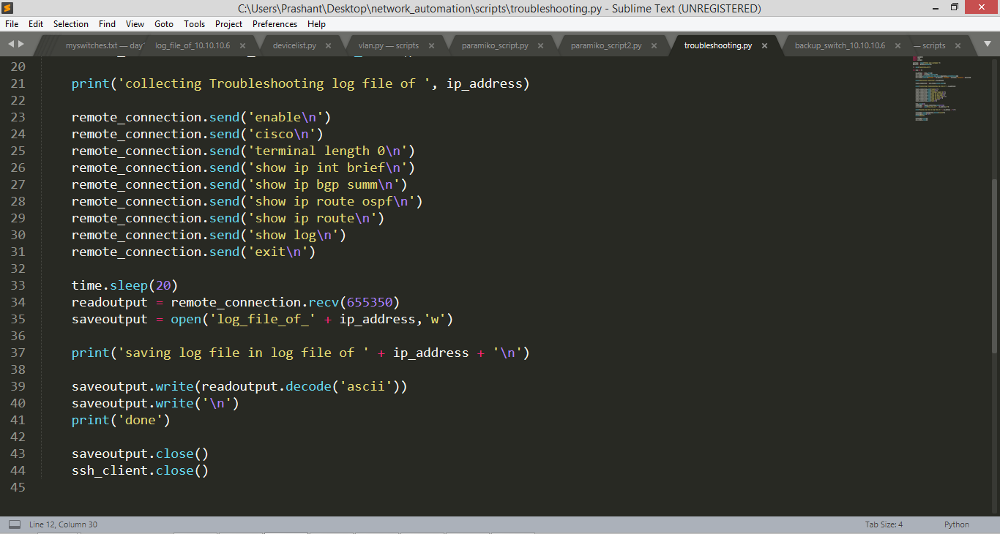 C:\Users\Prashant\Desktop\network_automation\scripts\troubleshooting.py - Sublime Text (UNREGISTERED)
File Edit Selection Find View Goto Tools Project Preferences Help
myswitches.txt — day log_file_of_10.10.10.6 devicelist.py vlan.py — scripts paramiko_script.py paramiko_script2.py troubleshooting.py backup_switch_10.10.10.6 — scripts
20
21 print('collecting Troubleshooting log file of ', ip_address)
22
23 remote_connection.send('enable\n')
24 remote_connection.send('cisco\n')
25 remote_connection.send('terminal length 0\n')
26 remote_connection.send('show ip int brief\n')
27 remote_connection.send('show ip bgp summ\n')
28 remote_connection.send('show ip route ospf\n')
29 remote_connection.send('show ip route\n')
30 remote_connection.send('show log\n')
31 remote_connection.send('exit\n')
32
33 time.sleep(20)
34 readoutput = remote_connection.recv(655350)
35 saveoutput = open('log_file_of_' + ip_address,'w')
36
37 print('saving log file in log file of ' + ip_address + '\n')
38
39 saveoutput.write(readoutput.decode('ascii'))
40 saveoutput.write('\n')
41 print('done')
42
43 saveoutput.close()
44 ssh_client.close()
45
Line 12, Column 30 Tab Size: 4 Python